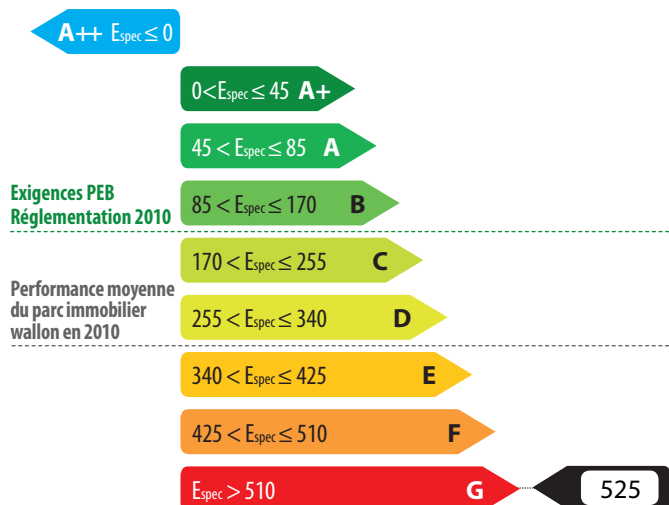 A++ Espec ≤ 0
0<Espec ≤ 45 A+
45 < Espec ≤ 85 A
Exigences PEB
Réglementation 2010
85 < Espec ≤ 170 B
170 < Espec ≤ 255 C
Performance moyenne
du parc immobilier
wallon en 2010
255 < Espec ≤ 340 D
340 < Espec ≤ 425 E
425 < Espec ≤ 510 F
Espec > 510 G 525